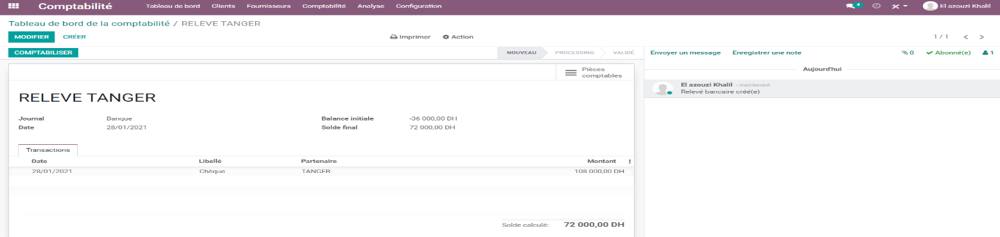 Comptabilité Tableau de bord Clients Fournisseurs Comptabilité Analyse Configuration 4 El azouzi Khalil
Tableau de bord de la comptabilité / RELEVE TANGER
MODIFIER CRÉER Imprimer Action 1 / 1
COMPTABILISER NOUVEAU PROCESSING VALIDÉ Envoyer un message Enregistrer une note 0 Abonné(e) 1
Pièces
comptables
Aujourd'hui
El azouzi Khalil - maintenant
Relevé bancaire créé(e)
RELEVE TANGER
Journal Banque Balance initiale -36 000,00 DH
Date 28/01/2021 Solde final 72 000,00 DH
Transactions
Date Libellé Partenaire Montant
28/01/2021 Chèque TANGER 108 000,00 DH
Solde calculé: 72 000,00 DH